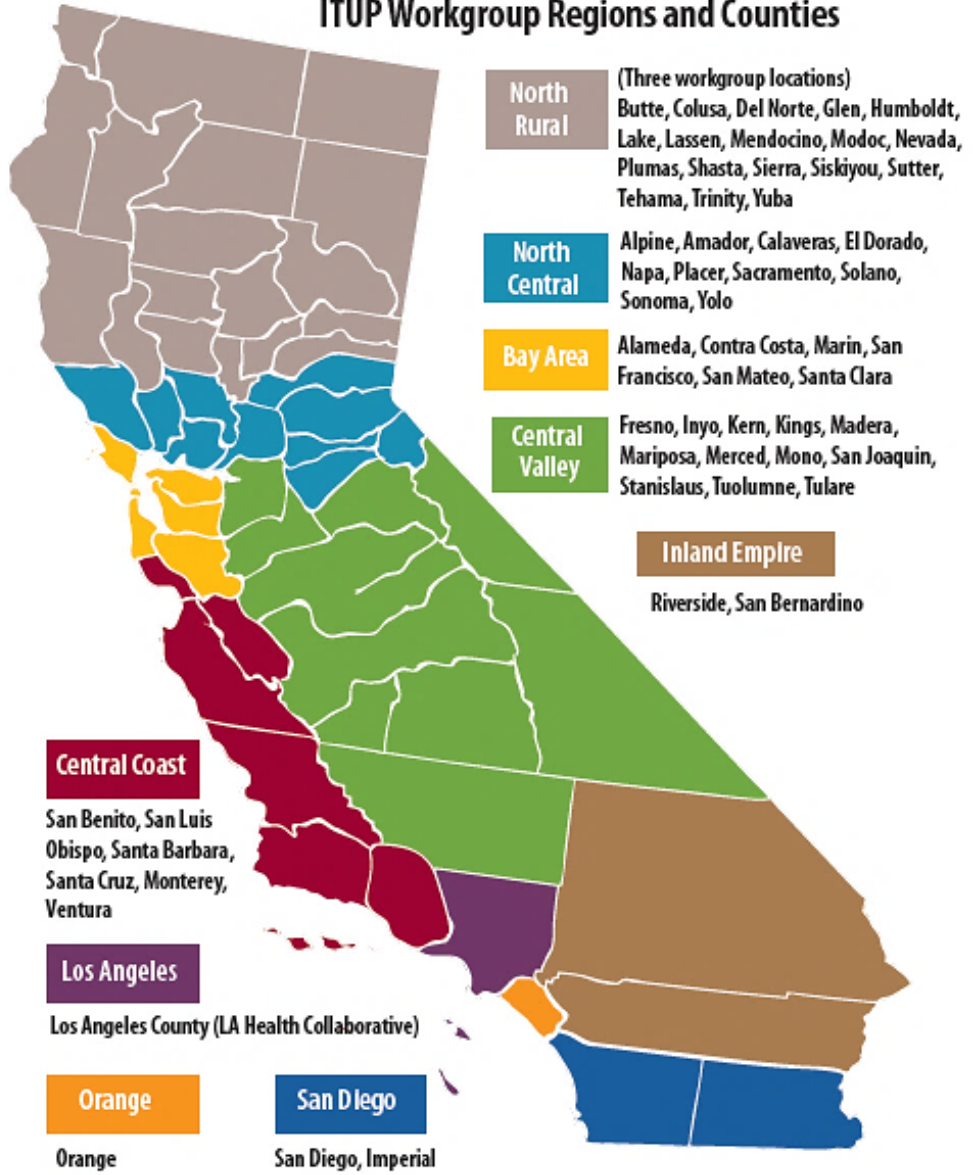 ITUP Workgroup Regions and Counties
North
Rural
(Three workgroup locations)
Butte, Colusa, Del Norte, Glen, Humboldt,
Lake, Lassen, Mendocino, Modoc, Nevada,
Plumas, Shasta, Sierra, Siskiyou, Sutter,
Tehama, Trinity, Yuba
North
Central
Alpine, Amador, Calaveras, El Dorado,
Napa, Placer, Sacramento, Solano,
Sonoma, Yolo
Bay Area
Alameda, Contra Costa, Marin, San
Francisco, San Mateo, Santa Clara
Central
Valley
Fresno, Inyo, Kern, Kings, Madera,
Mariposa, Merced, Mono, San Joaquin,
Stanislaus, Tuolumne, Tulare
Inland Empire
Riverside, San Bernardino
Central Coast
San Benito, San Luis
Obispo, Santa Barbara,
Santa Cruz, Monterey,
Ventura
Los Angeles
Los Angeles County (LA Health Collaborative)
Orange
Orange
San DIego
San Diego, Imperial